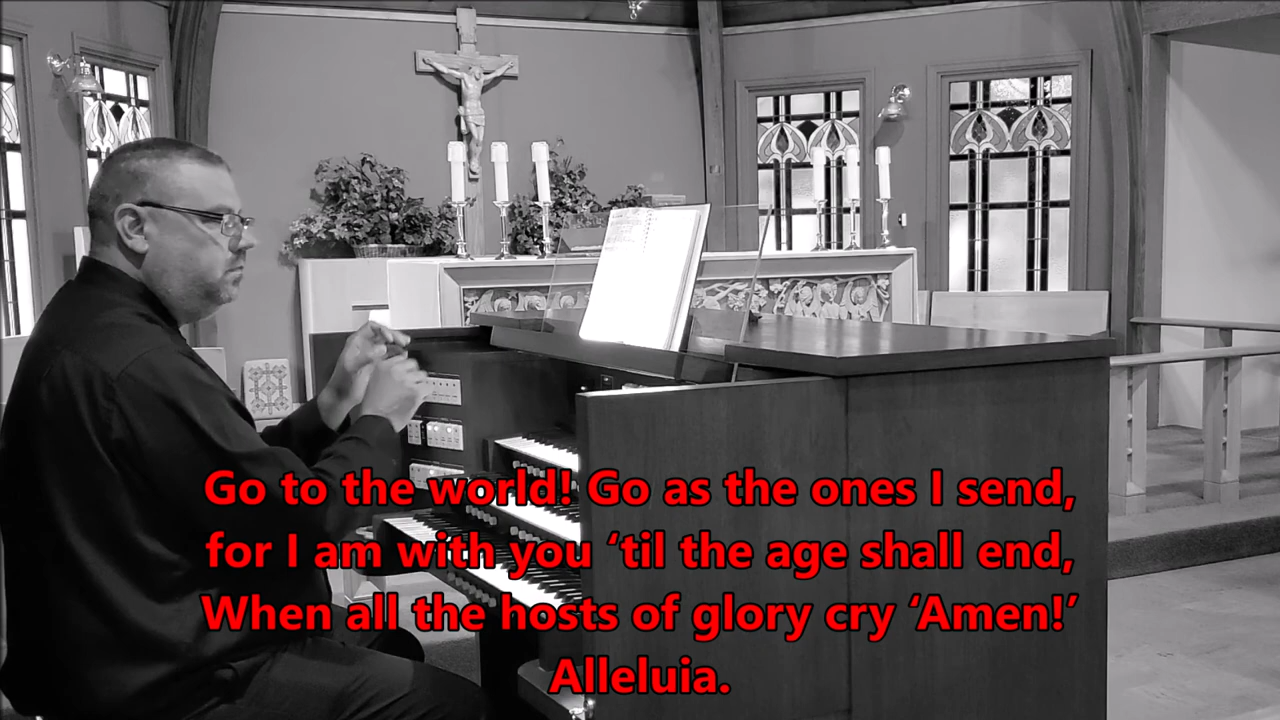 Go to the world! Go as the ones I send,
for I am with you ‘til the age shall end,
When all the hosts of glory cry ‘Amen!’
Alleluia.